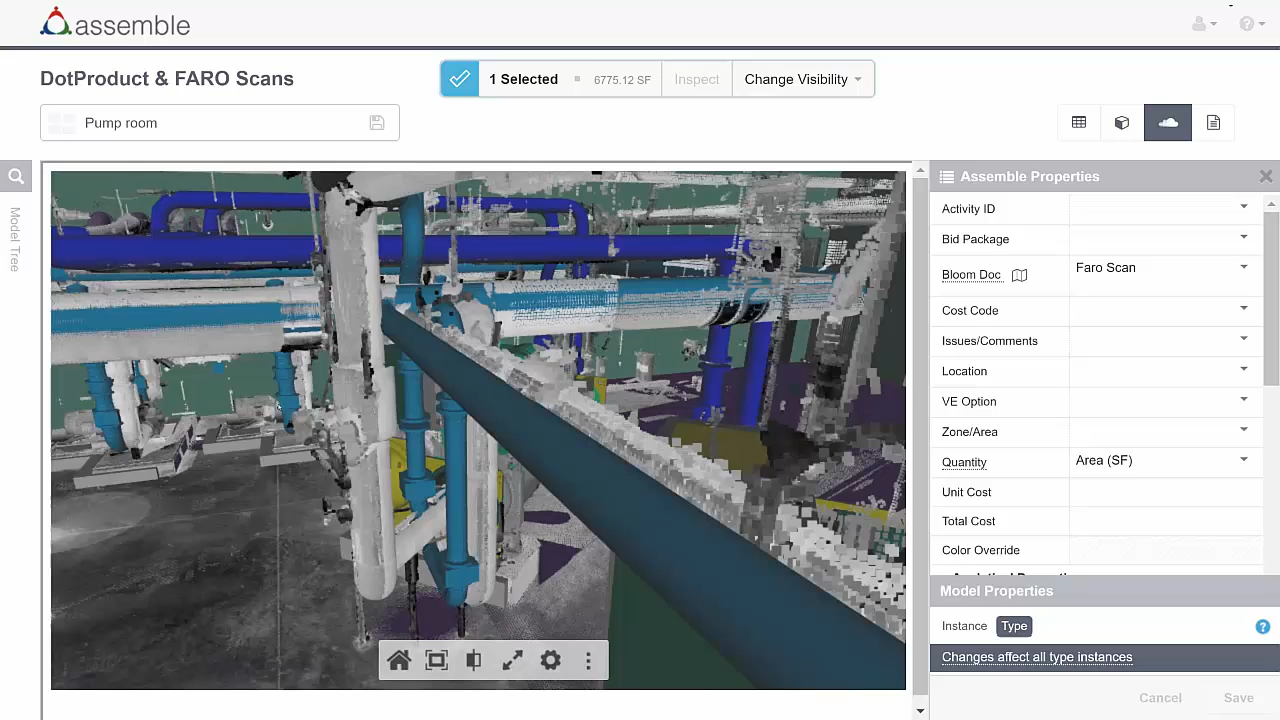 assemble
DotProduct & FARO Scans
1 Selected 6775.12 SF Inspect Change Visibility
Pump room
Model Tree
Assemble Properties
Activity ID
Bid Package
Bloom Doc Faro Scan
Cost Code
Issues/Comments
Location
VE Option
Zone/Area
Quantity Area (SF)
Unit Cost
Total Cost
Color Override
Model Properties
Instance Type
?
Changes affect all type instances
Cancel Save